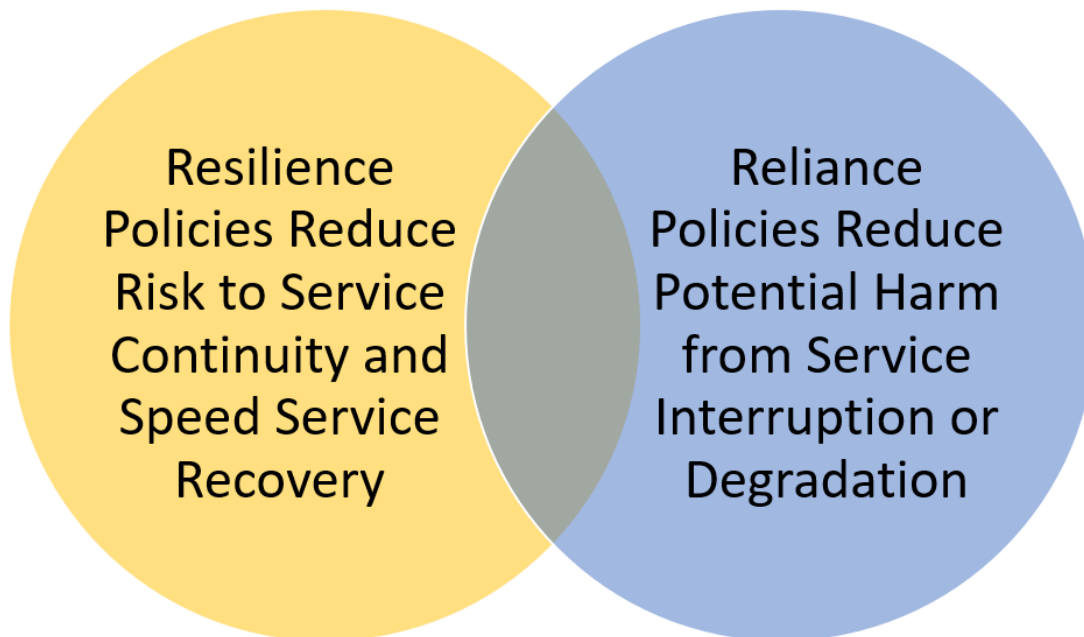 Resilience
Policies Reduce
Risk to Service
Continuity and
Speed Service
Recovery
Reliance
Policies Reduce
Potential Harm
from Service
Interruption or
Degradation